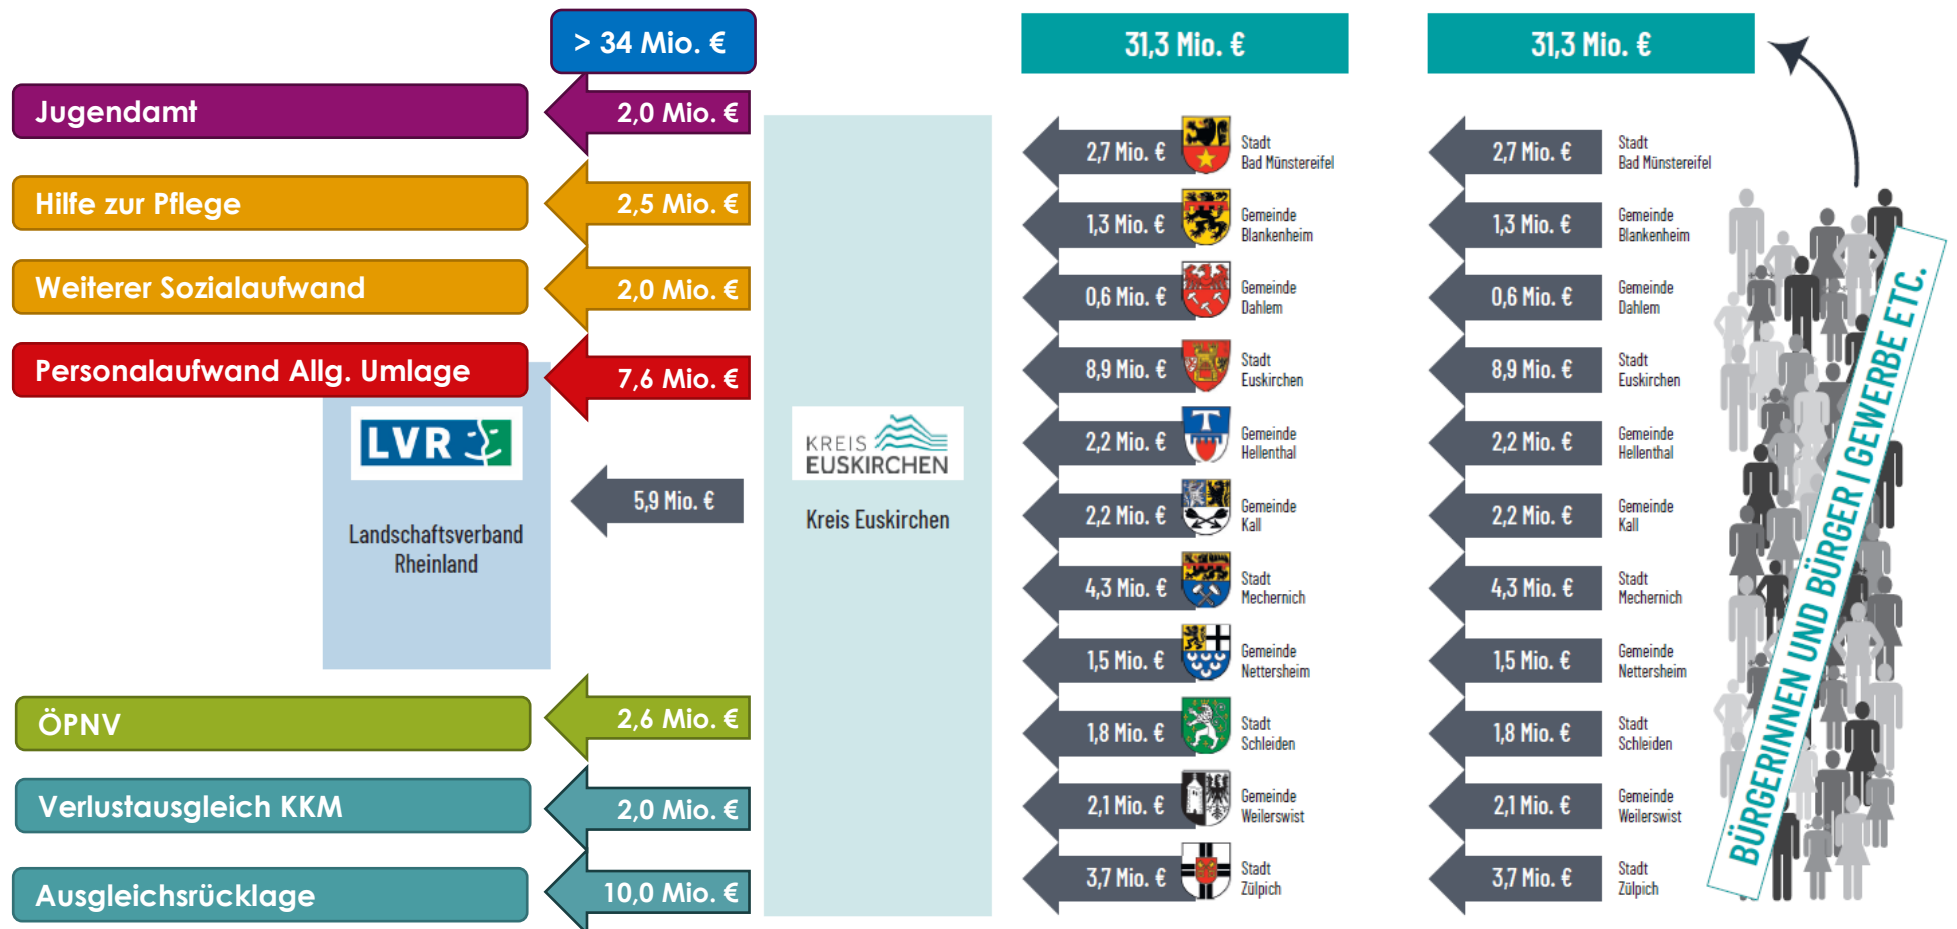 > 34 Mio. €
Jugendamt
2,0 Mio. €
Hilfe zur Pflege
2,5 Mio. €
Weiterer Sozialaufwand
2,0 Mio. €
Personalaufwand Allg. Umlage
7,6 Mio. €
LVR
Landschaftsverband
Rheinland
5,9 Mio. €
ÖPNV
2,6 Mio. €
Verlustausgleich KKM
2,0 Mio. €
Ausgleichsrücklage
10,0 Mio. €
KREIS
EUSKIRCHEN
Kreis Euskirchen
31,3 Mio. €
2,7 Mio. €
Stadt
Bad Münstereifel
1,3 Mio. €
Gemeinde
Blankenheim
0,6 Mio. €
Gemeinde
Dahlem
8,9 Mio. €
Stadt
Euskirchen
2,2 Mio. €
T
Gemeinde
Hellenthal
2,2 Mio. €
Gemeinde
Kall
4,3 Mio. €
Stadt
Mechernich
1,5 Mio. €
Gemeinde
Nettersheim
1,8 Mio. €
Stadt
Schleiden
2,1 Mio. €
Gemeinde
Weilerswist
3,7 Mio. €
Stadt
Zülpich
31,3 Mio. €
2,7 Mio. €
Stadt
Bad Münstereifel
1,3 Mio. €
Gemeinde
Blankenheim
0,6 Mio. €
Gemeinde
Dahlem
8,9 Mio. €
Stadt
Euskirchen
2,2 Mio. €
Gemeinde
Hellenthal
2,2 Mio. €
Gemeinde
Kall
4,3 Mio. €
Stadt
Mechernich
1,5 Mio. €
Gemeinde
Nettersheim
1,8 Mio. €
Stadt
Schleiden
2,1 Mio. €
Gemeinde
Weilerswist
3,7 Mio. €
Stadt
Zülpich
BÜRGERINNEN UND BÜRGER | GEWERBE ETC.